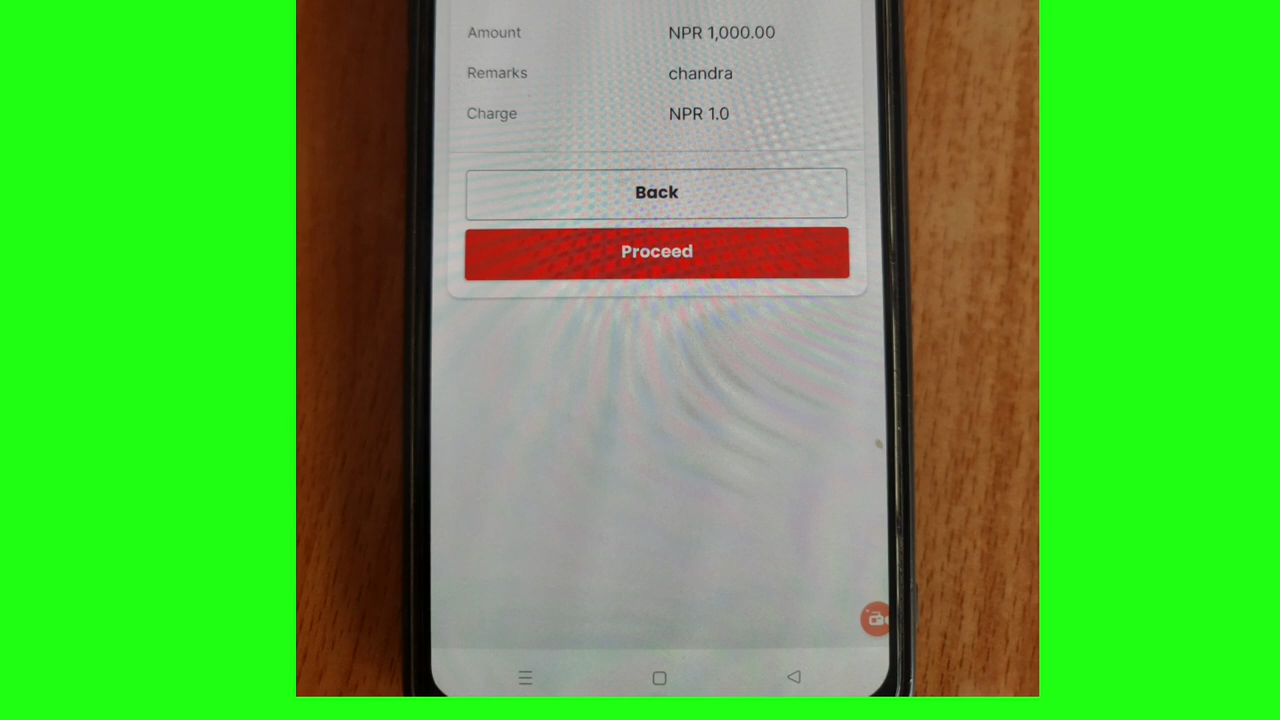 Amount NPR 1,000.00
Remarks chandra
Charge NPR 1.0
Back
Proceed